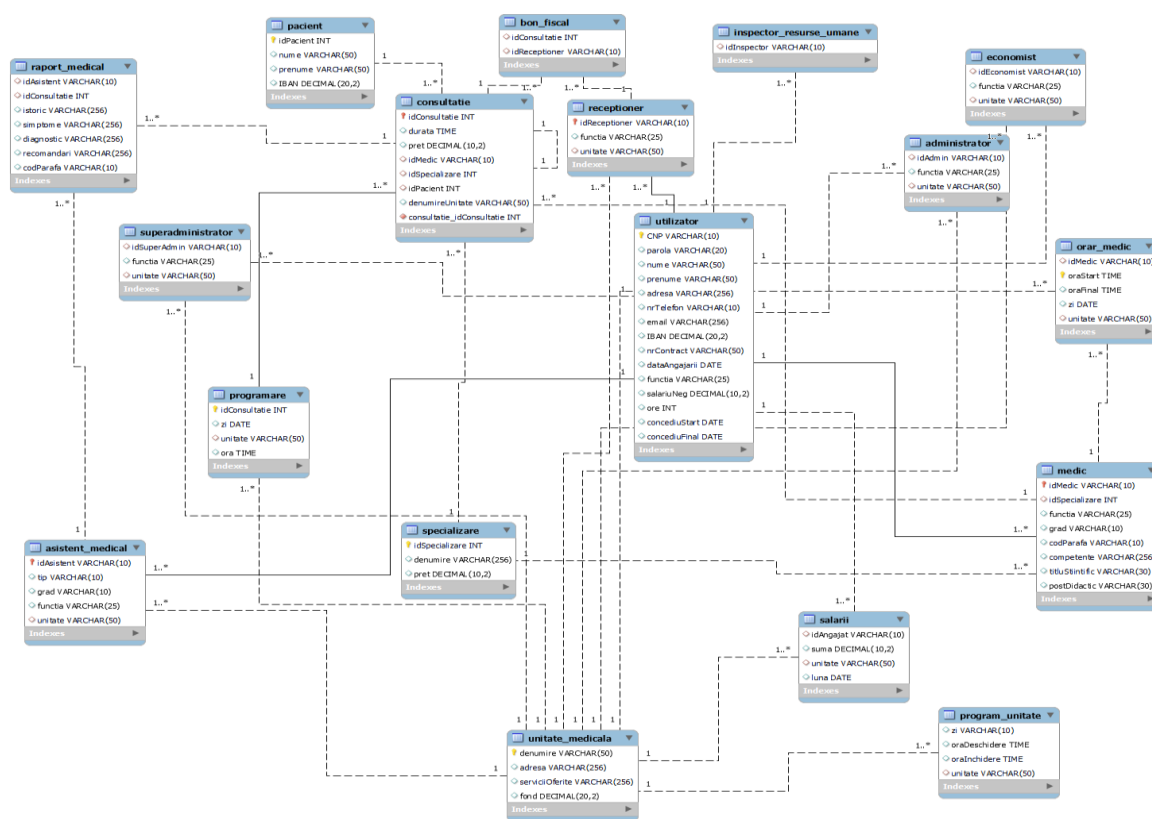 pacient
idPacient INT
nume VARCHAR(50)
prenume VARCHAR(50)
IBAN DECIMAL(20,2)
Indexes
bon_fiscal
idConsultatie INT
idReceptioner VARCHAR(10)
Indexes
inspector_resurse_umane
idInspector VARCHAR(10)
Indexes
economist
idEconomist VARCHAR(10)
functia VARCHAR(25)
unitate VARCHAR(50)
Indexes
raport_medical
idAsistent VARCHAR(10)
idConsultatie INT
istoric VARCHAR(256)
simptome VARCHAR(256)
diagnostic VARCHAR(256)
recomandari VARCHAR(256)
codParafa VARCHAR(10)
Indexes
consultatie
idConsultatie INT
durata TIME
pret DECIMAL(10,2)
idMedic VARCHAR(10)
idSpecializare INT
idPacient INT
denumireUnitate VARCHAR(50)
consultatie_idConsultatie INT
Indexes
receptioner
idReceptioner VARCHAR(10)
functia VARCHAR(25)
unitate VARCHAR(50)
Indexes
administrator
idAdmin VARCHAR(10)
functia VARCHAR(25)
unitate VARCHAR(50)
Indexes
superadministrator
idSuperAdmin VARCHAR(10)
functia VARCHAR(25)
unitate VARCHAR(50)
Indexes
utilizator
CNP VARCHAR(10)
parola VARCHAR(20)
nume VARCHAR(50)
prenume VARCHAR(50)
adresa VARCHAR(256)
nrTelefon VARCHAR(10)
email VARCHAR(256)
IBAN DECIMAL(20,2)
nrContract VARCHAR(50)
dataAngajarii DATE
functia VARCHAR(25)
salariuNeg DECIMAL(10,2)
ore INT
concediuStart DATE
concediuFinal DATE
Indexes
orar_medic
idMedic VARCHAR(10)
oraStart TIME
oraFinal TIME
zi DATE
unitate VARCHAR(50)
Indexes
programare
idConsultatie INT
zi DATE
unitate VARCHAR(50)
ora TIME
Indexes
medic
idMedic VARCHAR(10)
idSpecializare INT
functia VARCHAR(25)
grad VARCHAR(10)
codParafa VARCHAR(10)
competente VARCHAR(256)
titluStiintific VARCHAR(30)
postDidactic VARCHAR(30)
Indexes
specializare
idSpecializare INT
denumire VARCHAR(256)
pret DECIMAL(10,2)
Indexes
asistent_medical
idAsistent VARCHAR(10)
tip VARCHAR(10)
grad VARCHAR(10)
functia VARCHAR(25)
unitate VARCHAR(50)
Indexes
salarii
idAngajat VARCHAR(10)
suma DECIMAL(10,2)
unitate VARCHAR(50)
luna DATE
Indexes
program_unitate
zi VARCHAR(10)
oraDeschidere TIME
oraInchidere TIME
unitate VARCHAR(50)
Indexes
unitate_medicala
denumire VARCHAR(50)
adresa VARCHAR(256)
serviciiOferite VARCHAR(256)
fond DECIMAL(20,2)
Indexes